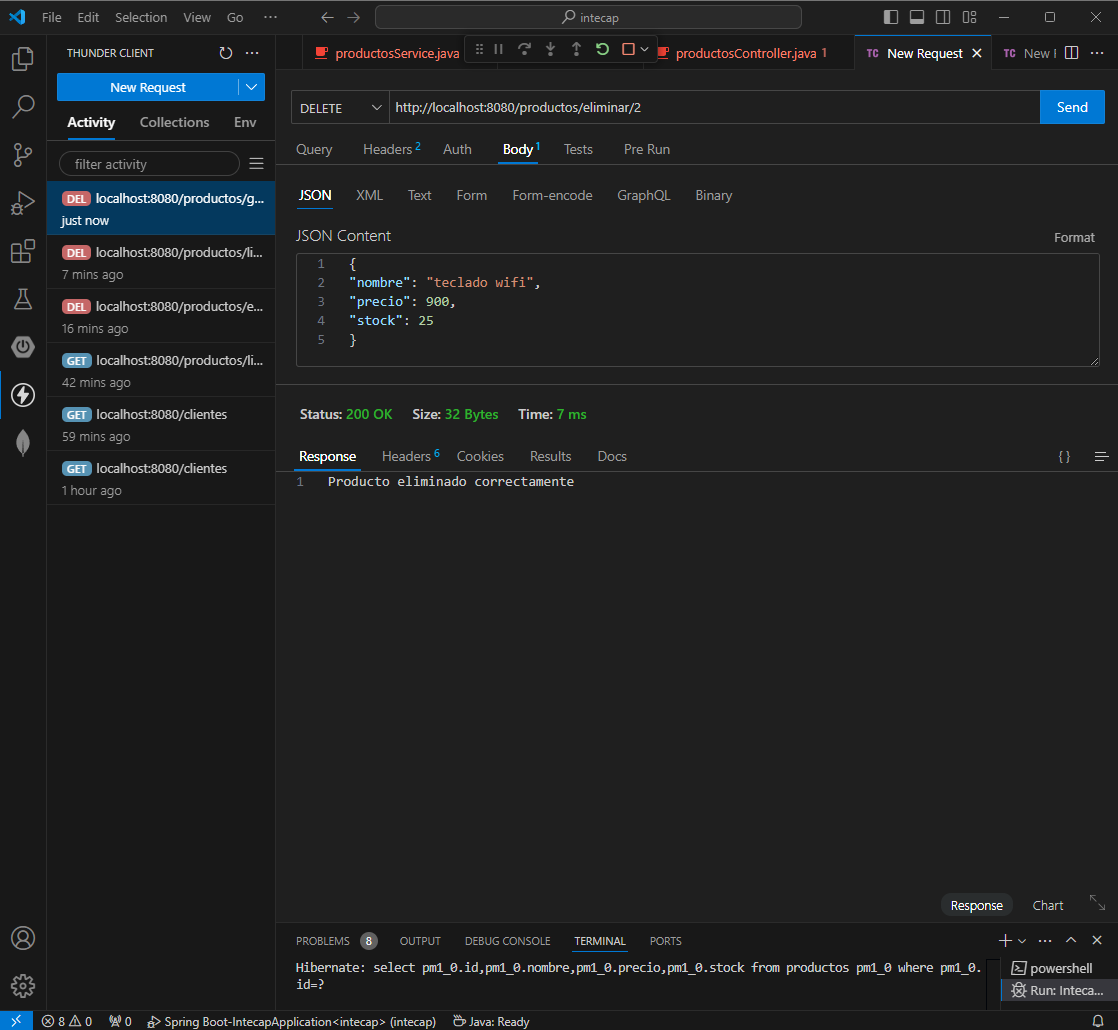 File Edit Selection View Go ··· intecap
THUNDER CLIENT ···
New Request
Activity Collections Env
filter activity
DEL localhost:8080/productos/g...
just now
DEL localhost:8080/productos/li...
7 mins ago
DEL localhost:8080/productos/e...
16 mins ago
GET localhost:8080/productos/li...
42 mins ago
GET localhost:8080/clientes
59 mins ago
GET localhost:8080/clientes
1 hour ago
productosService.java productosController.java 1 TC New Request TC New ···
DELETE http://localhost:8080/productos/eliminar/2 Send
Query Headers 2 Auth Body 1 Tests Pre Run
JSON XML Text Form Form-encode GraphQL Binary
JSON Content Format
1 {
2 "nombre": "teclado wifi",
3 "precio": 900,
4 "stock": 25
5 }
Status: 200 OK Size: 32 Bytes Time: 7 ms
Response Headers 6 Cookies Results Docs { }
1 Producto eliminado correctamente
Response Chart
PROBLEMS 8 OUTPUT DEBUG CONSOLE TERMINAL PORTS ···
Hibernate: select pm1_0.id,pm1_0.nombre,pm1_0.precio,pm1_0.stock from productos pm1_0 where pm1_0.
id=?
powershell
Run: Inteca...
8 0 0 Spring Boot-IntecapApplication<intecap> (intecap) Java: Ready